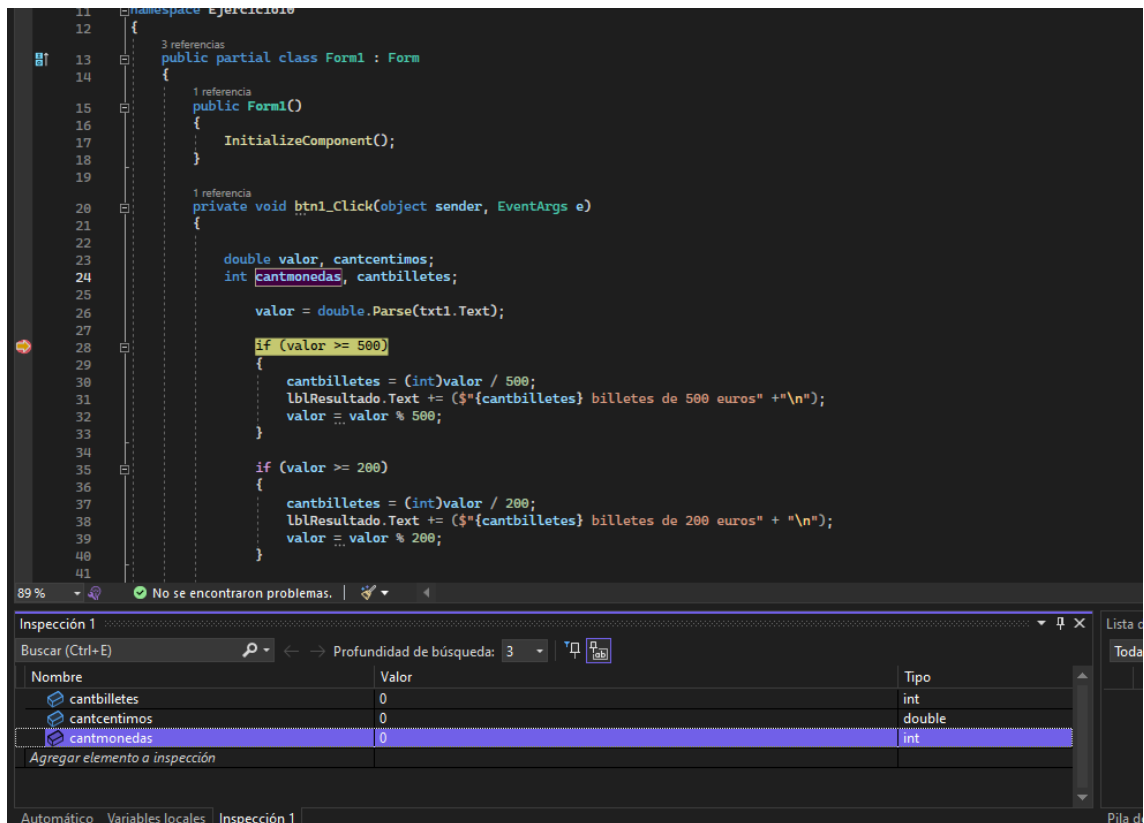 11 namespace Ejercicio10
12 {
3 referencias
13 public partial class Form1 : Form
14 {
1 referencia
15 public Form1()
16 {
17 InitializeComponent();
18 }
19
1 referencia
20 private void btn1_Click(object sender, EventArgs e)
21 {
22
23 double valor, cantcentimos;
24 int cantmonedas, cantbilletes;
25
26 valor = double.Parse(txt1.Text);
27
28 if (valor >= 500)
29 {
30 cantbilletes = (int)valor / 500;
31 lblResultado.Text += ($"{cantbilletes} billetes de 500 euros" +"\n");
32 valor = valor % 500;
33 }
34
35 if (valor >= 200)
36 {
37 cantbilletes = (int)valor / 200;
38 lblResultado.Text += ($"{cantbilletes} billetes de 200 euros" + "\n");
39 valor = valor % 200;
40 }
41
89 % No se encontraron problemas.
Inspección 1 Lista
Buscar (Ctrl+E) Profundidad de búsqueda: 3 Toda
Nombre Valor Tipo
cantbilletes 0 int
cantcentimos 0 double
cantmonedas 0 int
Agregar elemento a inspección
Automático Variables locales Inspección 1 Pila